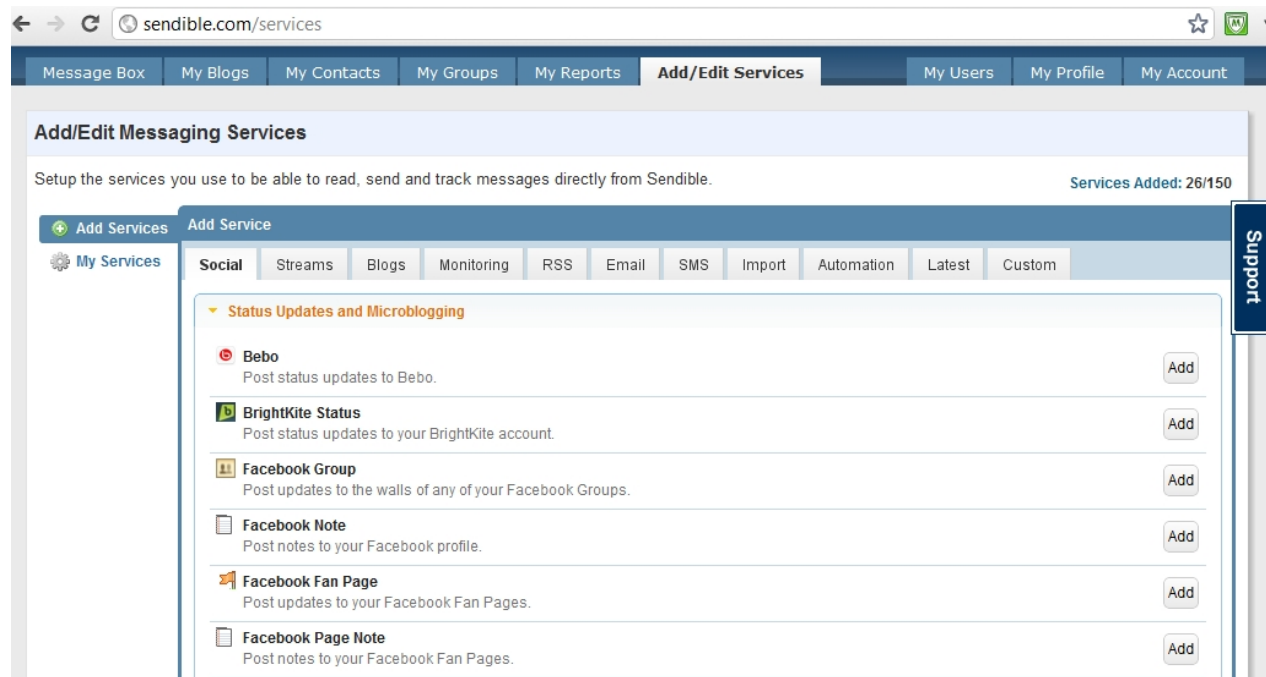 sendible.com/services
Message Box My Blogs My Contacts My Groups My Reports Add/Edit Services My Users My Profile My Account
Add/Edit Messaging Services
Setup the services you use to be able to read, send and track messages directly from Sendible.
Services Added: 26/150
Add Services
My Services
Add Service
Social Streams Blogs Monitoring RSS Email SMS Import Automation Latest Custom
Support
Status Updates and Microblogging
Bebo
Post status updates to Bebo.
Add
BrightKite Status
Post status updates to your BrightKite account.
Add
Facebook Group
Post updates to the walls of any of your Facebook Groups.
Add
Facebook Note
Post notes to your Facebook profile.
Add
Facebook Fan Page
Post updates to your Facebook Fan Pages.
Add
Facebook Page Note
Post notes to your Facebook Fan Pages.
Add